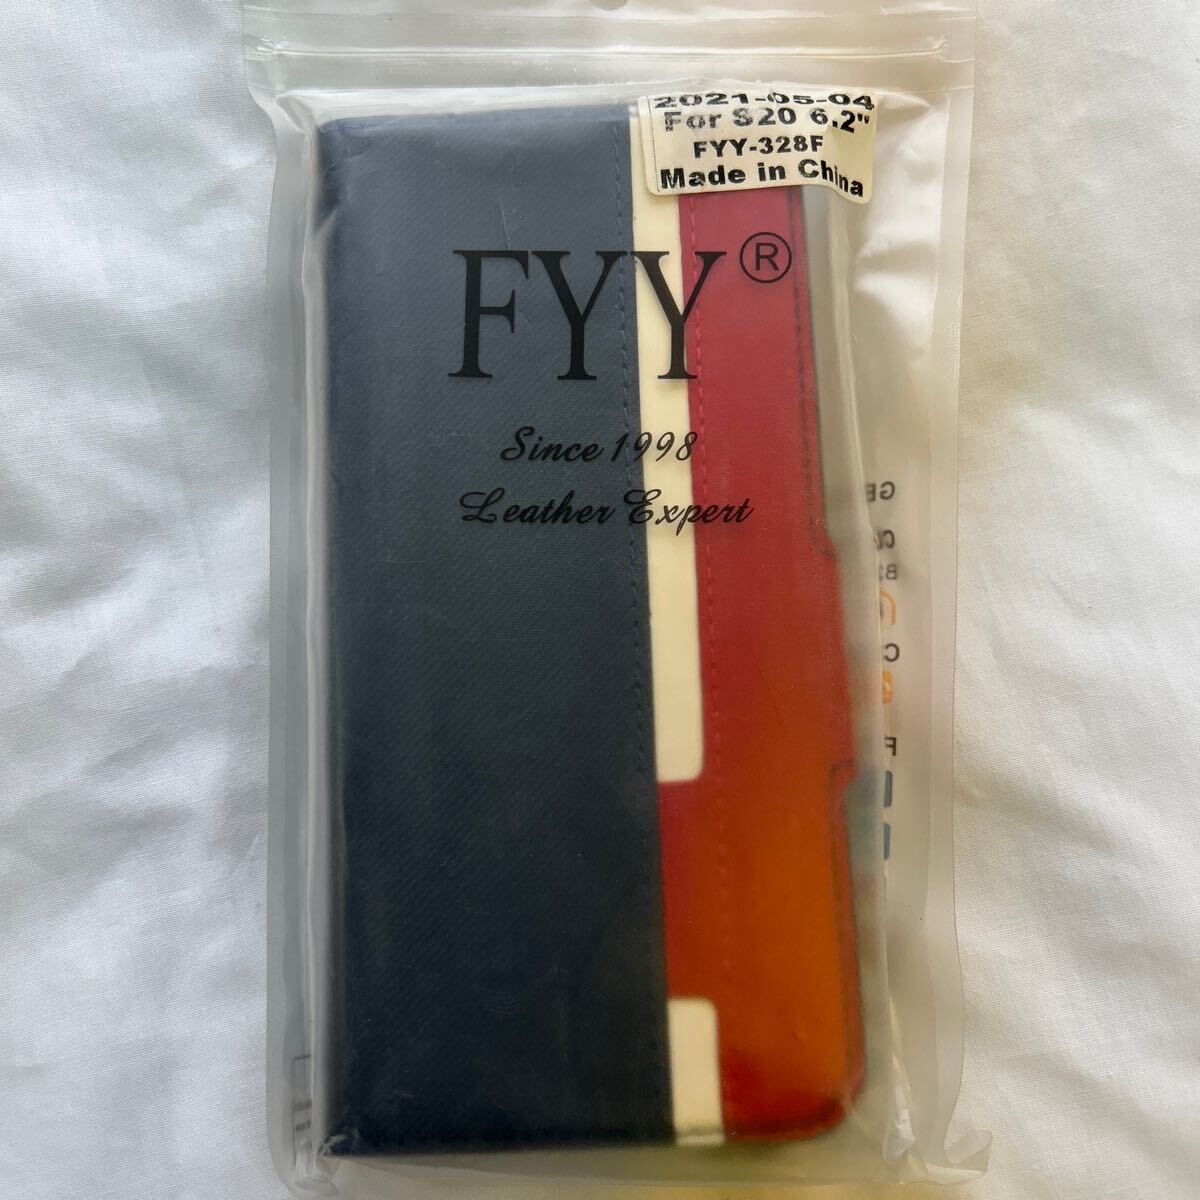 2021-05-04
For S20 6.2"
FYY-328F
Made in China
FYY®
Since 1998
Leather Expert